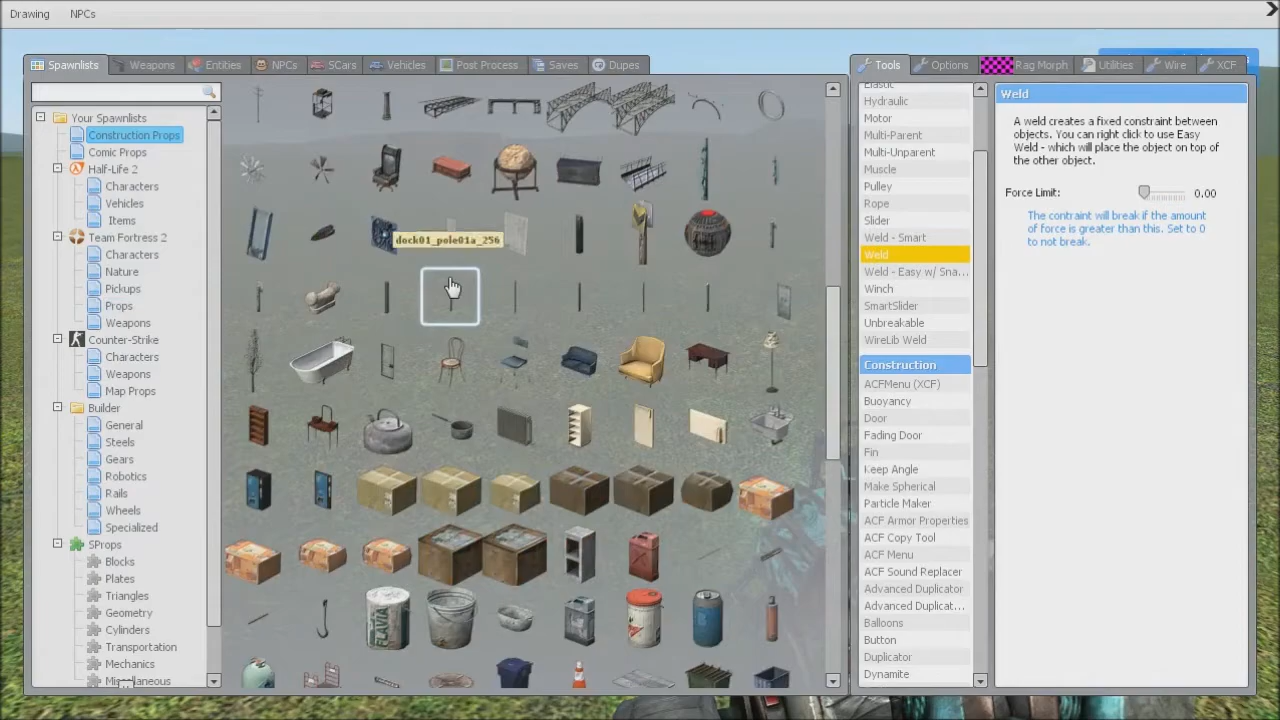 Drawing NPCs
Spawnlists Weapons Entities NPCs SCars Vehicles Post Process Saves Dupes
Your Spawnlists
Construction Props
Comic Props
Half-Life 2
Characters
Vehicles
Items
Team Fortress 2
Characters
Nature
Pickups
Props
Weapons
Counter-Strike
Characters
Weapons
Map Props
Builder
General
Steels
Gears
Robotics
Rails
Wheels
Specialized
SProps
Blocks
Plates
Triangles
Geometry
Cylinders
Transportation
Mechanics
Miscellaneous
dock01_pole01a_256
FLAVIA
Tools Options Rag Morph Utilities Wire XCF
Elastic
Hydraulic
Motor
Multi-Parent
Multi-Unparent
Muscle
Pulley
Rope
Slider
Weld - Smart
Weld
Weld - Easy w/ Sna...
Winch
SmartSlider
Unbreakable
WireLib Weld
Construction
ACFMenu (XCF)
Buoyancy
Door
Fading Door
Fin
Keep Angle
Make Spherical
Particle Maker
ACF Armor Properties
ACF Copy Tool
ACF Menu
ACF Sound Replacer
Advanced Duplicator
Advanced Duplicat...
Balloons
Button
Duplicator
Dynamite
Weld
A weld creates a fixed constraint between
objects. You can right click to use Easy
Weld - which will place the object on top of
the other object.
Force Limit: 0.00
The contraint will break if the amount
of force is greater than this. Set to 0
to not break.